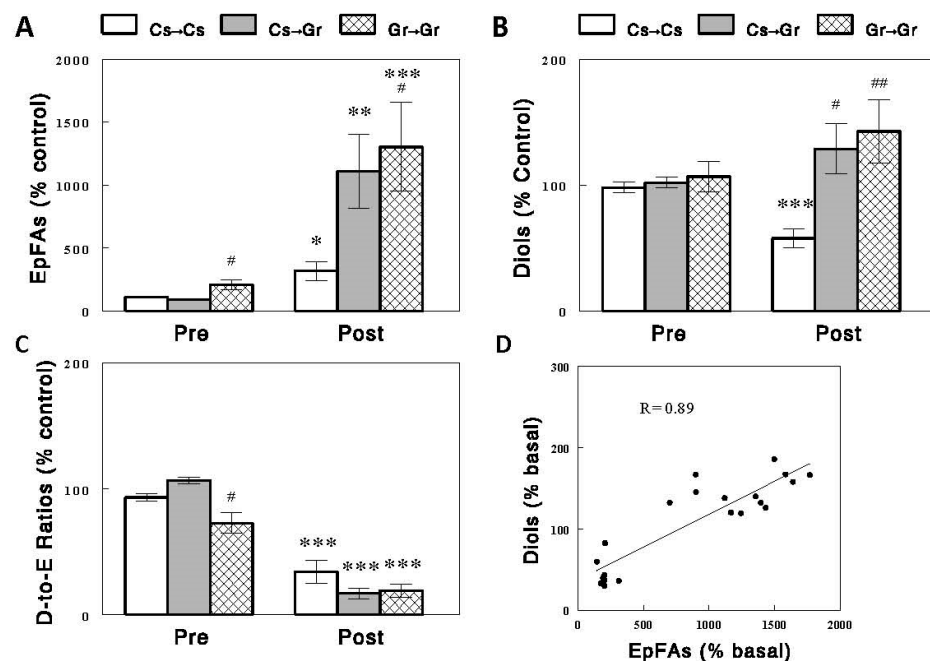 A
Cs→Cs Cs→Gr Gr→Gr
EpFAs (% control)
2000
1500
1000
500
0
#
*
**
***
#
Pre Post
B
Cs→Cs Cs→Gr Gr→Gr
Diols (% Control)
200
100
0
***
#
##
Pre Post
C
D-to-E Ratios (% control)
200
100
0
#
***
***
***
Pre Post
D
Diols (% basal)
300
200
100
0
R=0.89
0 500 1000 1500 2000
EpFAs (% basal)